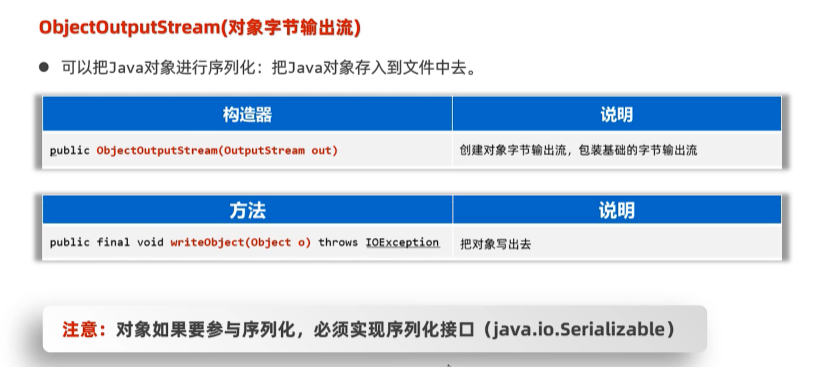 ObjectOutputStream(对象字节输出流)
● 可以把Java对象进行序列化：把Java对象存入到文件中去。
构造器 说明
public ObjectOutputStream(OutputStream out) 创建对象字节输出流，包装基础的字节输出流
方法 说明
public final void writeObject(Object o) throws IOException 把对象写出去
注意：对象如果要参与序列化，必须实现序列化接口（java.io.Serializable）